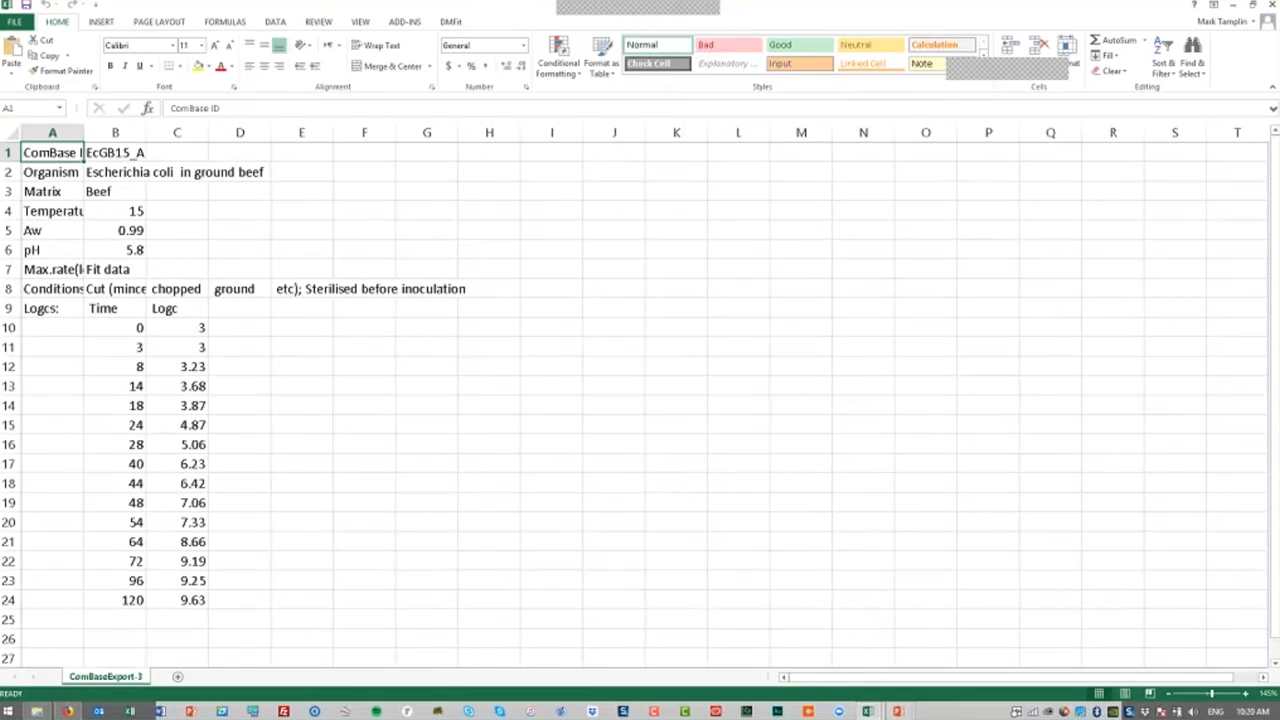 FILE HOME INSERT PAGE LAYOUT FORMULAS DATA REVIEW VIEW ADD-INS DMFit Mark Tamplin
Paste Cut Copy Format Painter Clipboard
Calibri 11 B I U Font
Wrap Text Merge & Center Alignment
General $ % Number
Conditional Formatting Format as Table
Normal Bad Good Neutral Calculation
Check Cell Explanatory ... Input Linked Cell Note
Styles
Cells
AutoSum Fill Clear Sort & Filter Find & Select Editing
A1 fx ComBase ID
A B C D E F G H I J K L M N O P Q R S T
1 ComBase I EcGB15_A
2 Organism Escherichia coli in ground beef
3 Matrix Beef
4 Temperatu 15
5 Aw 0.99
6 pH 5.8
7 Max.rate(l Fit data
8 Conditions Cut (mince chopped ground etc); Sterilised before inoculation
9 Logcs: Time Logc
10 0 3
11 3 3
12 8 3.23
13 14 3.68
14 18 3.87
15 24 4.87
16 28 5.06
17 40 6.23
18 44 6.42
19 48 7.06
20 54 7.33
21 64 8.66
22 72 9.19
23 96 9.25
24 120 9.63
25
26
27
ComBaseExport-3
READY 145%
ENG 10:20 AM